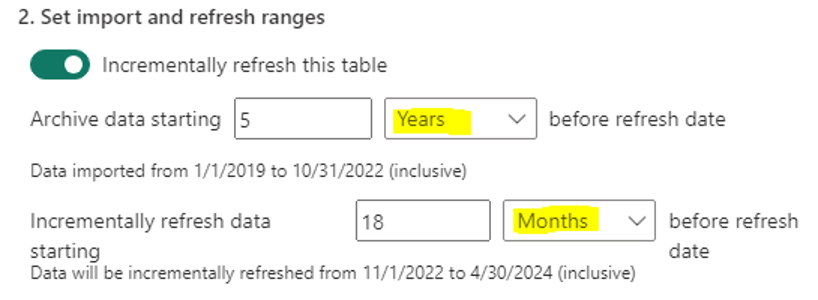 2. Set import and refresh ranges
Incrementally refresh this table
Archive data starting 5 Years before refresh date
Data imported from 1/1/2019 to 10/31/2022 (inclusive)
Incrementally refresh data starting 18 Months before refresh date
Data will be incrementally refreshed from 11/1/2022 to 4/30/2024 (inclusive)